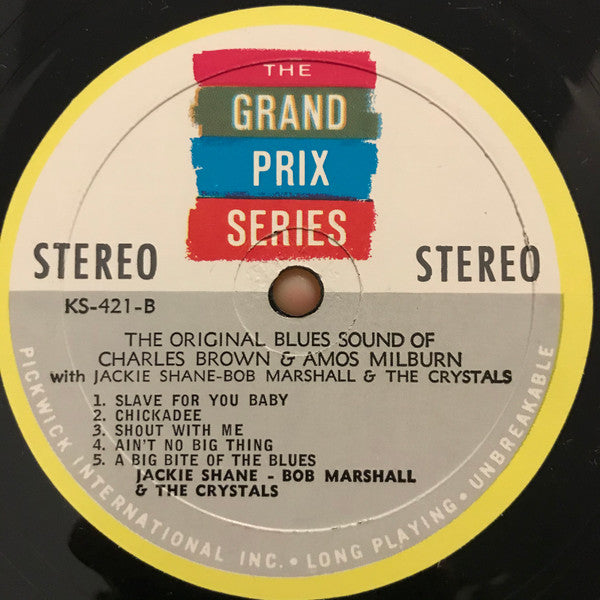 THE
GRAND
PRIX
SERIES
STEREO STEREO
KS-421-B
THE ORIGINAL BLUES SOUND OF
CHARLES BROWN & AMOS MILBURN
with JACKIE SHANE-BOB MARSHALL & THE CRYSTALS
1. SLAVE FOR YOU BABY
2. CHICKADEE
3. SHOUT WITH ME
4. AIN'T NO BIG THING
5. A BIG BITE OF THE BLUES
JACKIE SHANE - BOB MARSHALL
& THE CRYSTALS
PICKWICK INTERNATIONAL INC. • LONG PLAYING • UNBREAKABLE